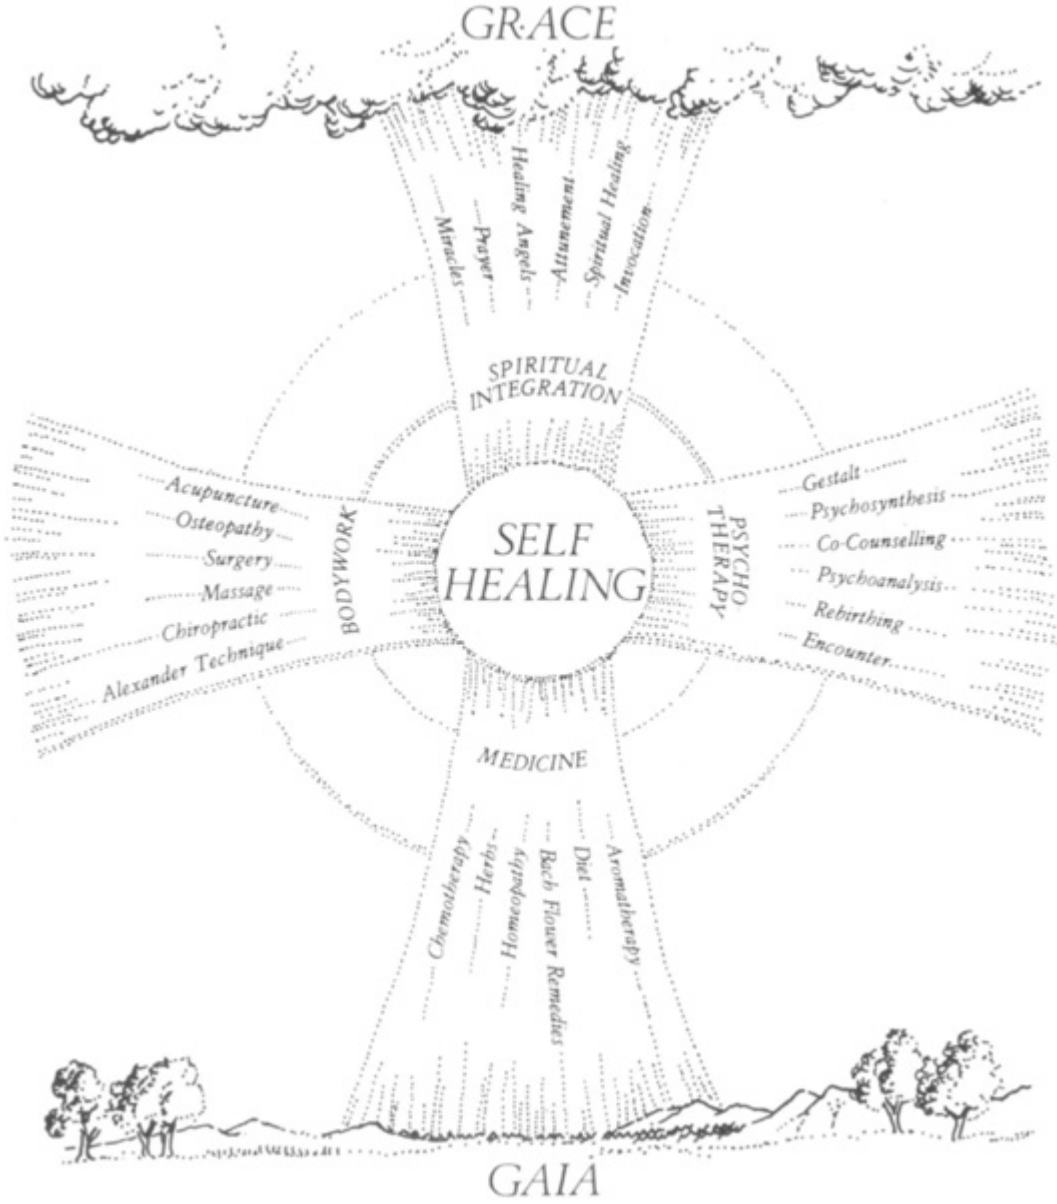 GRACE
Miracles
Prayer
Healing Angels
Attunement
Spiritual Healing
Invocation
SPIRITUAL
INTEGRATION
Acupuncture
Osteopathy
Surgery
Massage
Chiropractic
Alexander Technique
BODYWORK
SELF
HEALING
PSYCHO
THERAPY
Gestalt
Psychosynthesis
Co-Counselling
Psychoanalysis
Rebirthing
Encounter
MEDICINE
Chemotherapy
Herbs
Homoeopathy
Bach Flower Remedies
Diet
Aromatherapy
GAIA